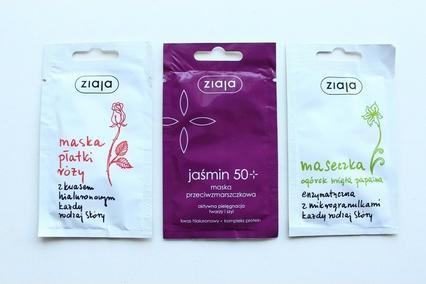 ziaja
maska
płatki
róży
z kwasem
hialuronowym
każdy
rodzaj skóry
ziaja
jaśmin 50+
maska
przeciwzmarszczkowa
aktywna pielęgnacja
twarzy i szyi
kwas hialuronowy + kompleks protein
ziaja
maseczka
ogórek mięta papaina
enzymatyczna
z mikrogranulkami
każdy rodzaj skóry